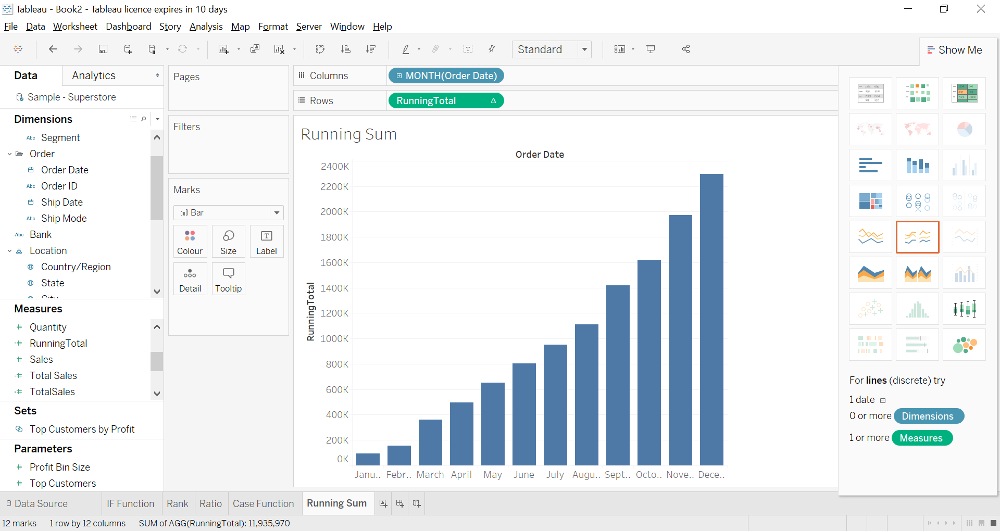 Tableau - Book2 - Tableau licence expires in 10 days
File Data Worksheet Dashboard Story Analysis Map Format Server Window Help
Standard
Show Me
Data Analytics
Sample - Superstore
Dimensions
Abc Segment
Order
Order Date
Abc Order ID
Ship Date
Abc Ship Mode
=Abc Bank
Location
Country/Region
State
City
Measures
# Quantity
=# RunningTotal
# Sales
=# Total Sales
=# TotalSales
Sets
Top Customers by Profit
Parameters
# Profit Bin Size
# Top Customers
Pages
Filters
Marks
Bar
Colour Size Label
Detail Tooltip
Columns MONTH(Order Date)
Rows RunningTotal Δ
Running Sum
Order Date
RunningTotal
2400K
2200K
2000K
1800K
1600K
1400K
1200K
1000K
800K
600K
400K
200K
0K
Janu.. Febr.. March April May June July Augu.. Sept.. Octo.. Nove.. Dece..
For lines (discrete) try
1 date
0 or more Dimensions
1 or more Measures
Data Source IF Function Rank Ratio Case Function Running Sum
12 marks 1 row by 12 columns SUM of AGG(RunningTotal): 11,935,970